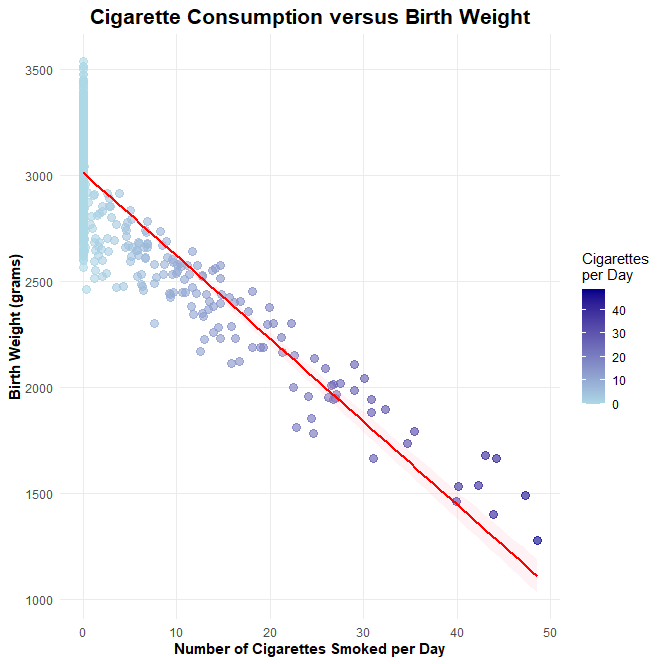 Cigarette Consumption versus Birth Weight
Birth Weight (grms)
3500
3000
2500
2000
1500
1000
0 10 20 30 40 50
Number of Cigarettes Smoked per Day
Cigarettes
per Day
40
30
20
10
0